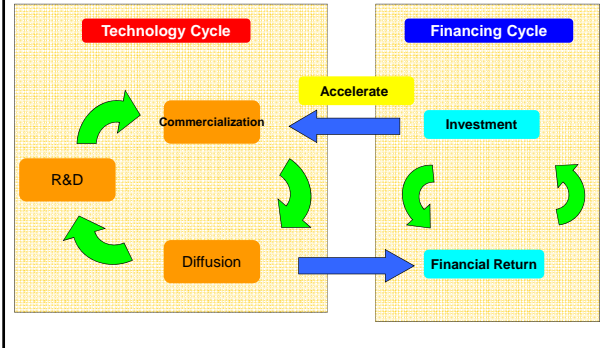 Technology Cycle
Financing Cycle
Accelerate
Commercialization
Investment
R&D
Diffusion
Financial Return